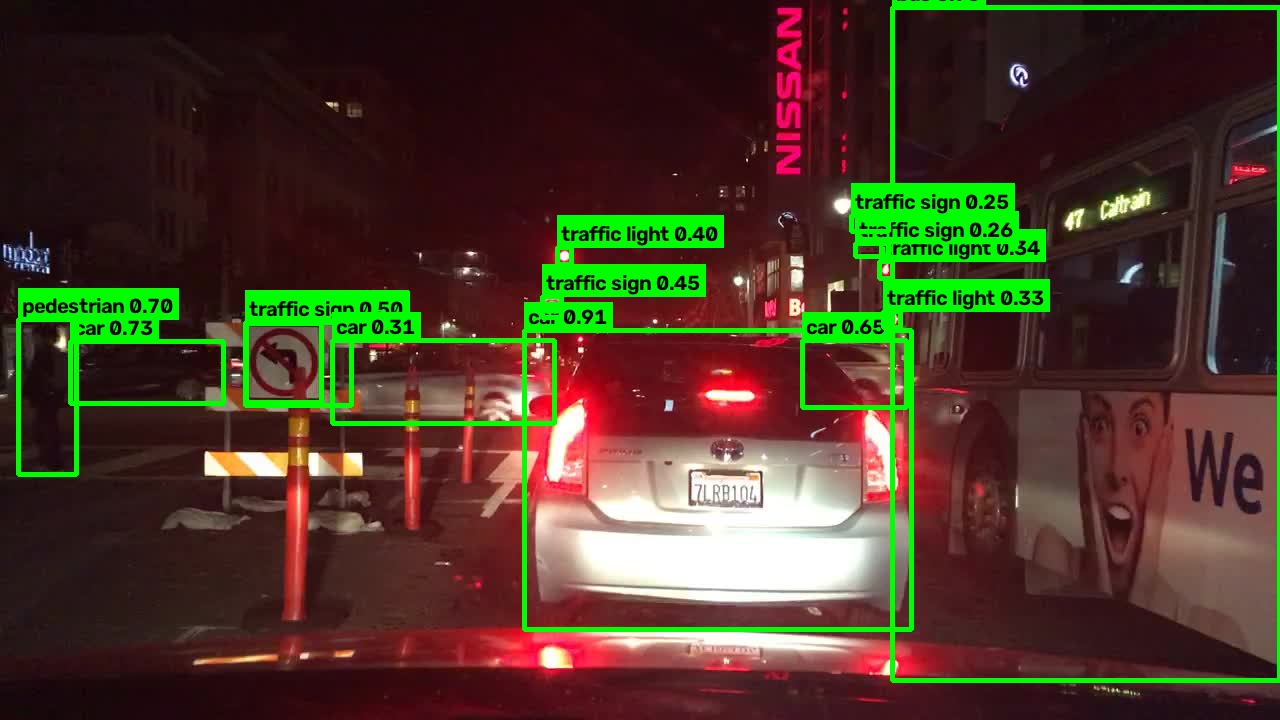 NISSAN
traffic sign 0.25
traffic sign 0.26
traffic light 0.34
traffic light 0.40
47 Caltrain
traffic sign 0.45
traffic light 0.33
pedestrian 0.70
car 0.73
traffic sign 0.50
car 0.31
car 0.91
car 0.65
We
7LRB104